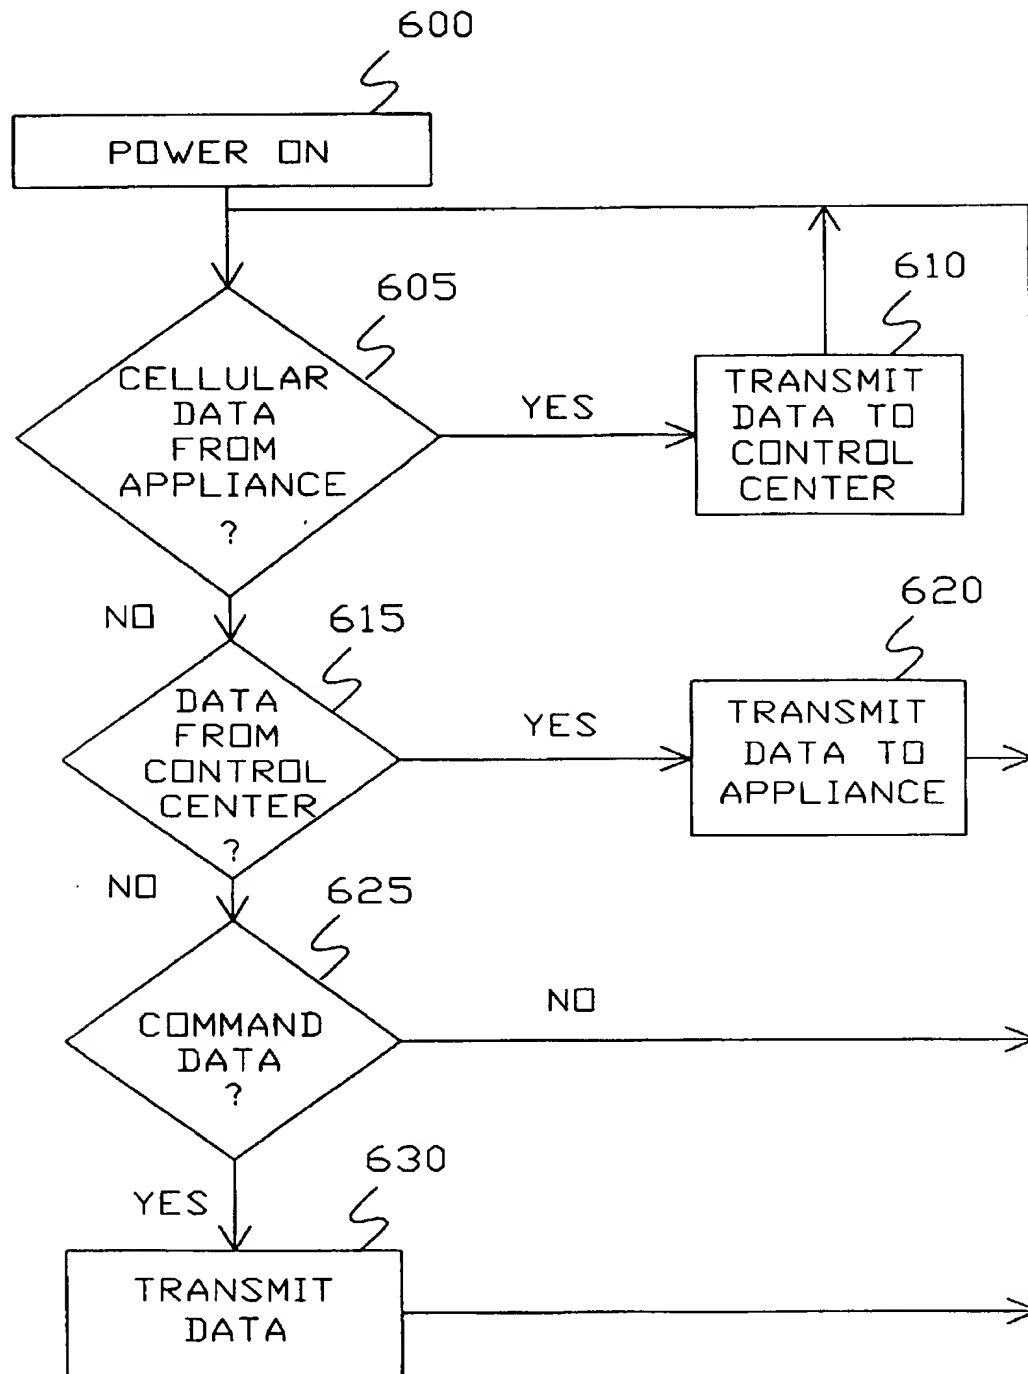 600
POWER ON
605
CELLULAR
DATA
FROM
APPLIANCE
?
YES
610
TRANSMIT
DATA TO
CONTROL
CENTER
NO
615
DATA
FROM
CONTROL
CENTER
?
YES
620
TRANSMIT
DATA TO
APPLIANCE
NO
625
COMMAND
DATA
?
NO
YES
630
TRANSMIT
DATA